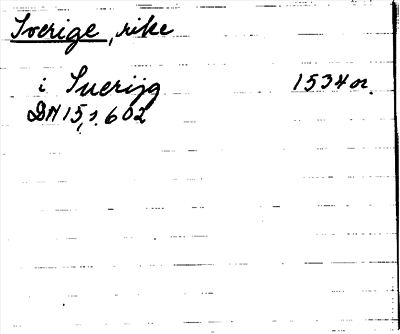 Sverige, rike
i Suerijg 1534 or.
DN 15, s. 602